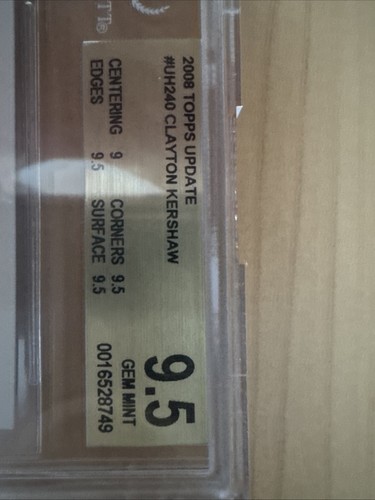 2008 TOPPS UPDATE
#UH240 CLAYTON KERSHAW
CENTERING 9 CORNERS 9.5
EDGES 9.5 SURFACE 9.5
9.5
GEM MINT
0016528749